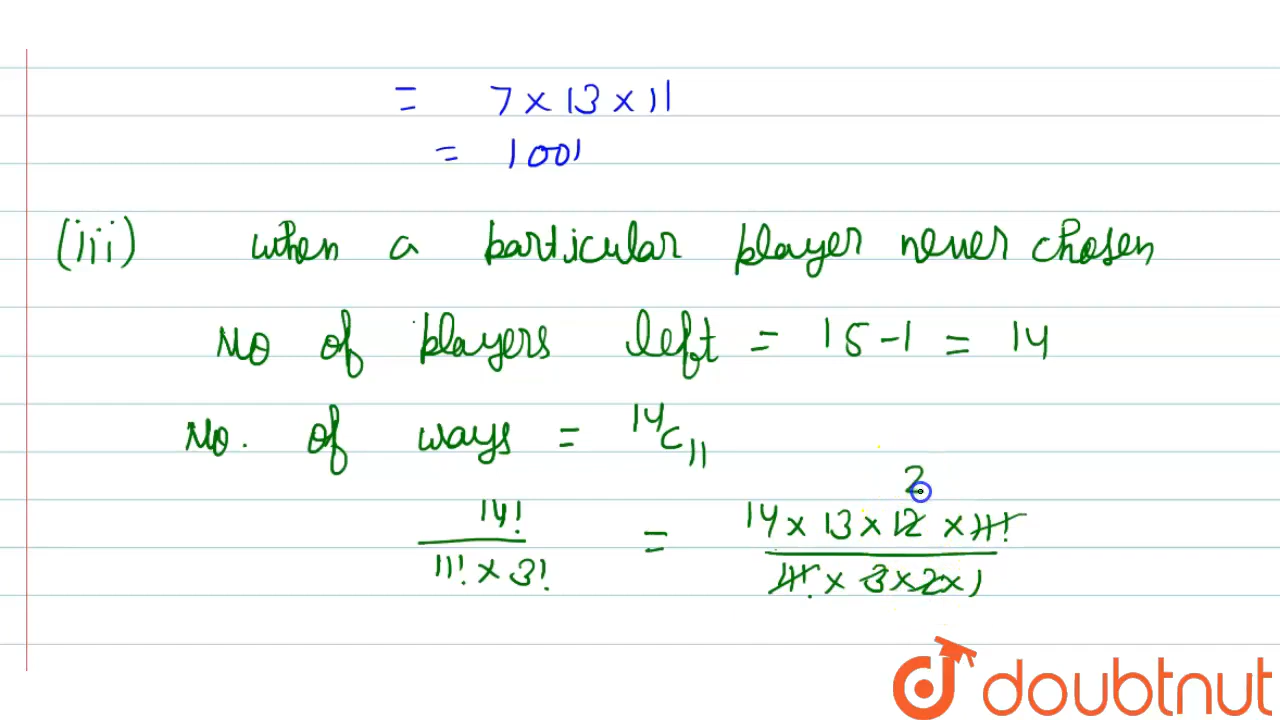 = 7 × 13 × 11
= 1001
(iii) when a particular player never chosen
No of players left = 15 - 1 = 14
No. of ways = ¹⁴C₁₁
2
14! / 11! × 3! = 14 × 13 × 12 × 11! / 11! × 3 × 2 × 1
doubtnut